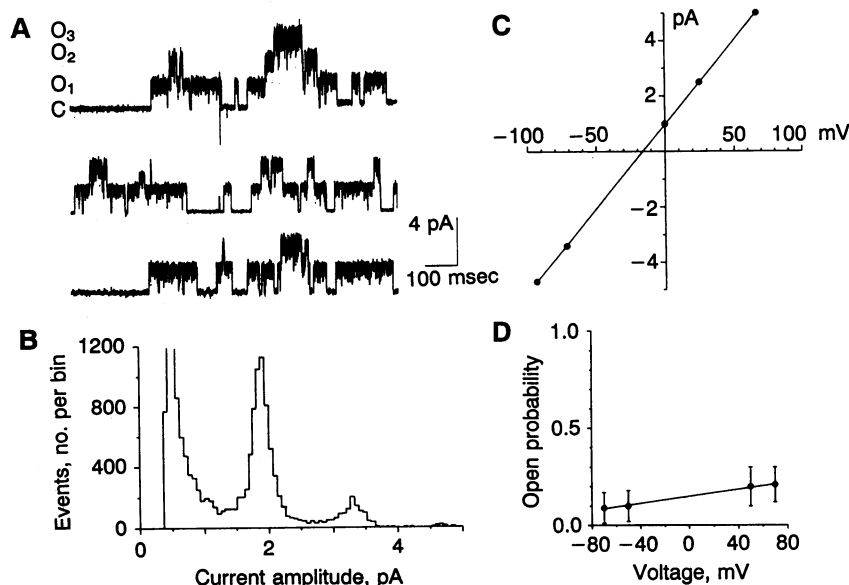 A
O3
O2
O1
C
4 pA
100 msec
B
Events, no. per bin
1200
800
400
0
0 2 4
Current amplitude, pA
C
pA
4
2
−100 −50 50 100 mV
−2
−4
D
Open probability
1.0
0.5
0.0
−80 −40 0 40 80
Voltage, mV